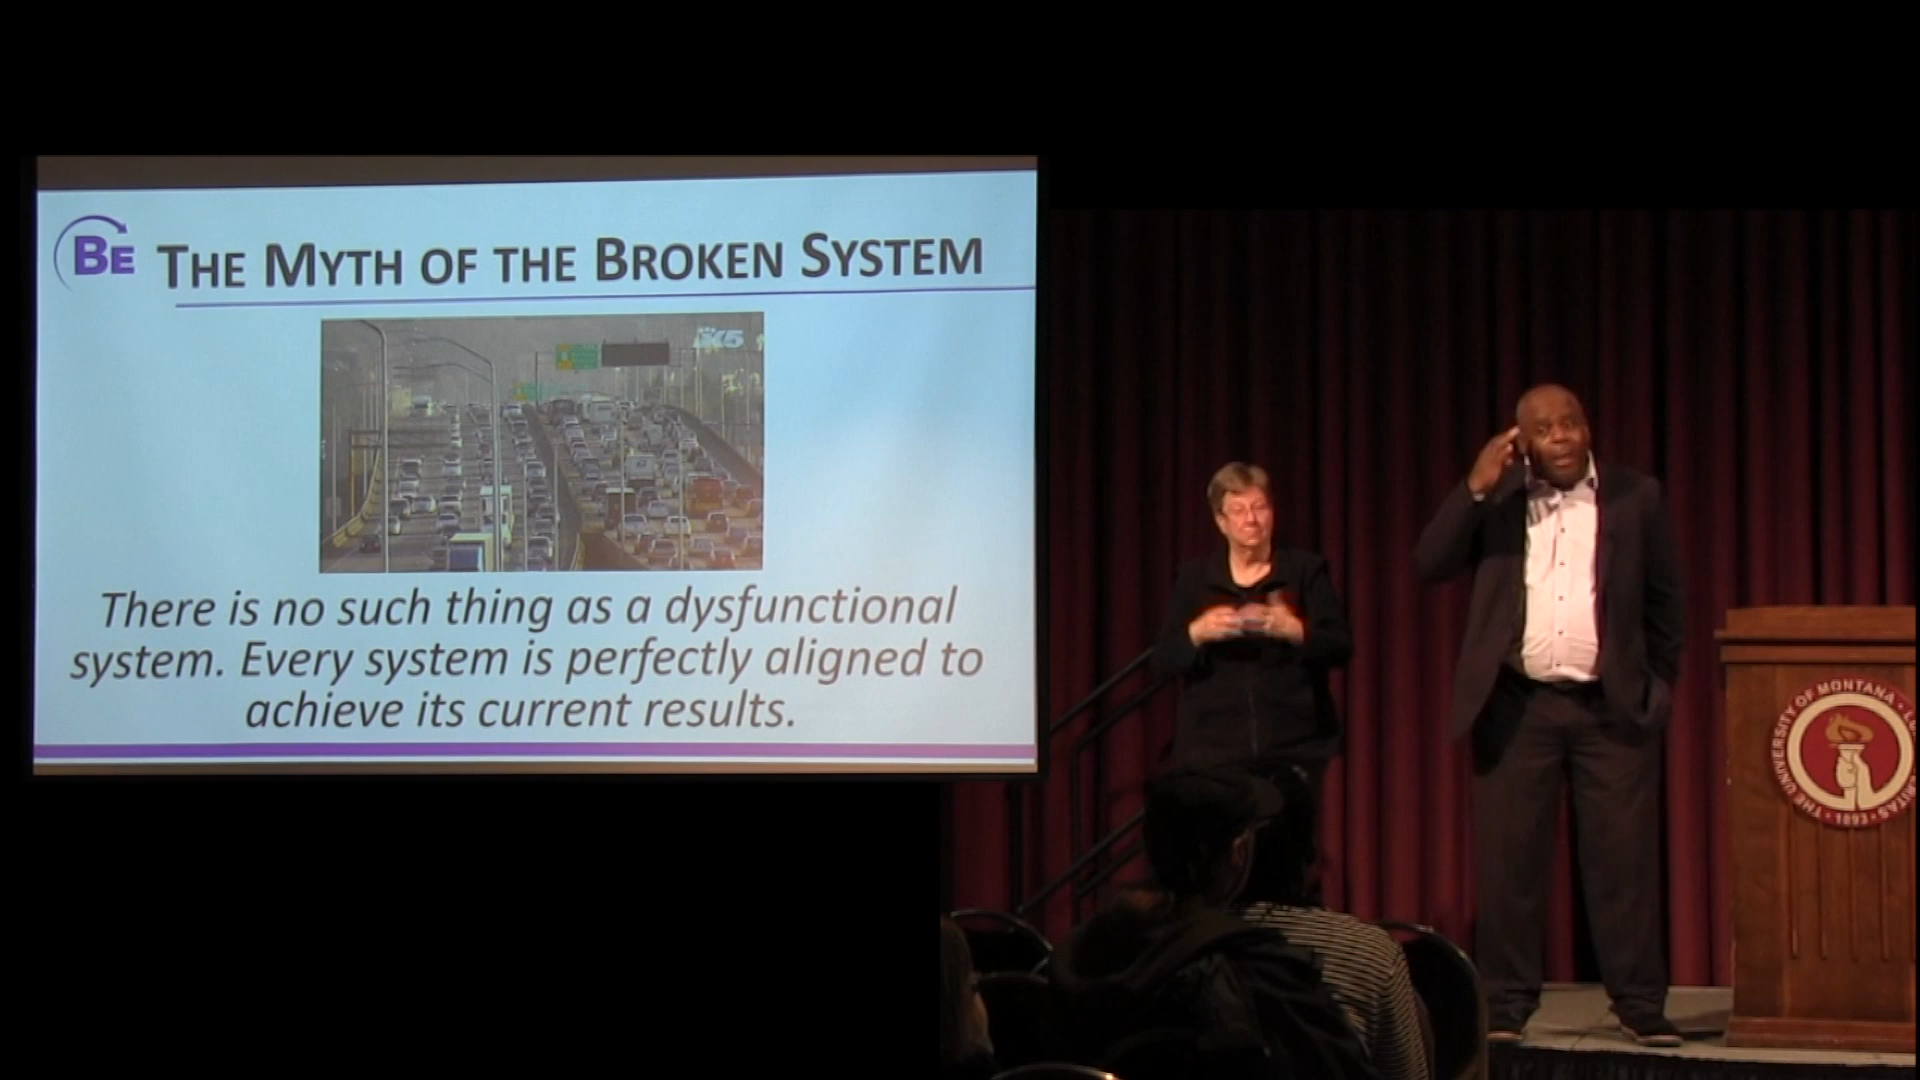 BE
THE MYTH OF THE BROKEN SYSTEM
K5
There is no such thing as a dysfunctional
system. Every system is perfectly aligned to
achieve its current results.
THE UNIVERSITY OF MONTANA
1893